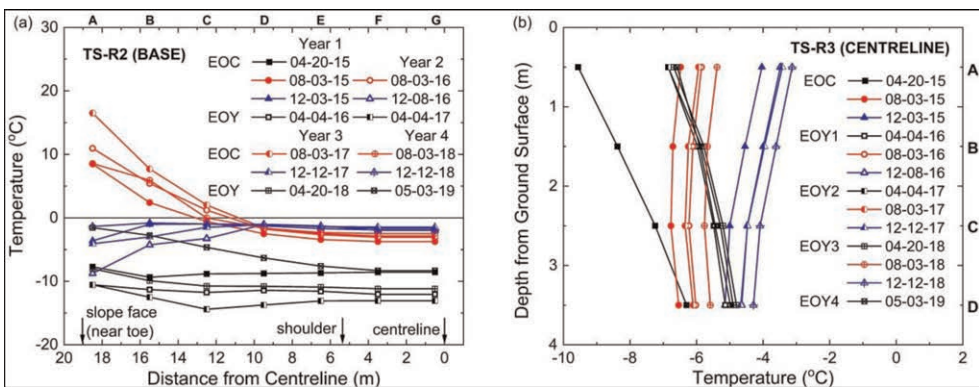 (a) A B C D E F G
TS-R2 (BASE)
Year 1
EOC 04-20-15 Year 2
08-03-15 08-03-16
12-03-15 12-08-16
EOY 04-04-16 04-04-17
Year 3 Year 4
EOC 08-03-17 08-03-18
12-12-17 12-12-18
EOY 04-20-18 05-03-19
30
20
10
0
-10
-20
Temperature (°C)
slope face
(near toe)
shoulder
centreline
20 18 16 14 12 10 8 6 4 2 0
Distance from Centreline (m)
(b)
TS-R3 (CENTRELINE)
EOC 04-20-15
08-03-15
12-03-15
EOY1 04-04-16
08-03-16
12-08-16
EOY2 04-04-17
08-03-17
12-12-17
EOY3 04-20-18
08-03-18
12-12-18
EOY4 05-03-19
0
1
2
3
4
Depth from Ground Surface (m)
A
B
C
D
-10 -8 -6 -4 -2 0 2
Temperature (°C)